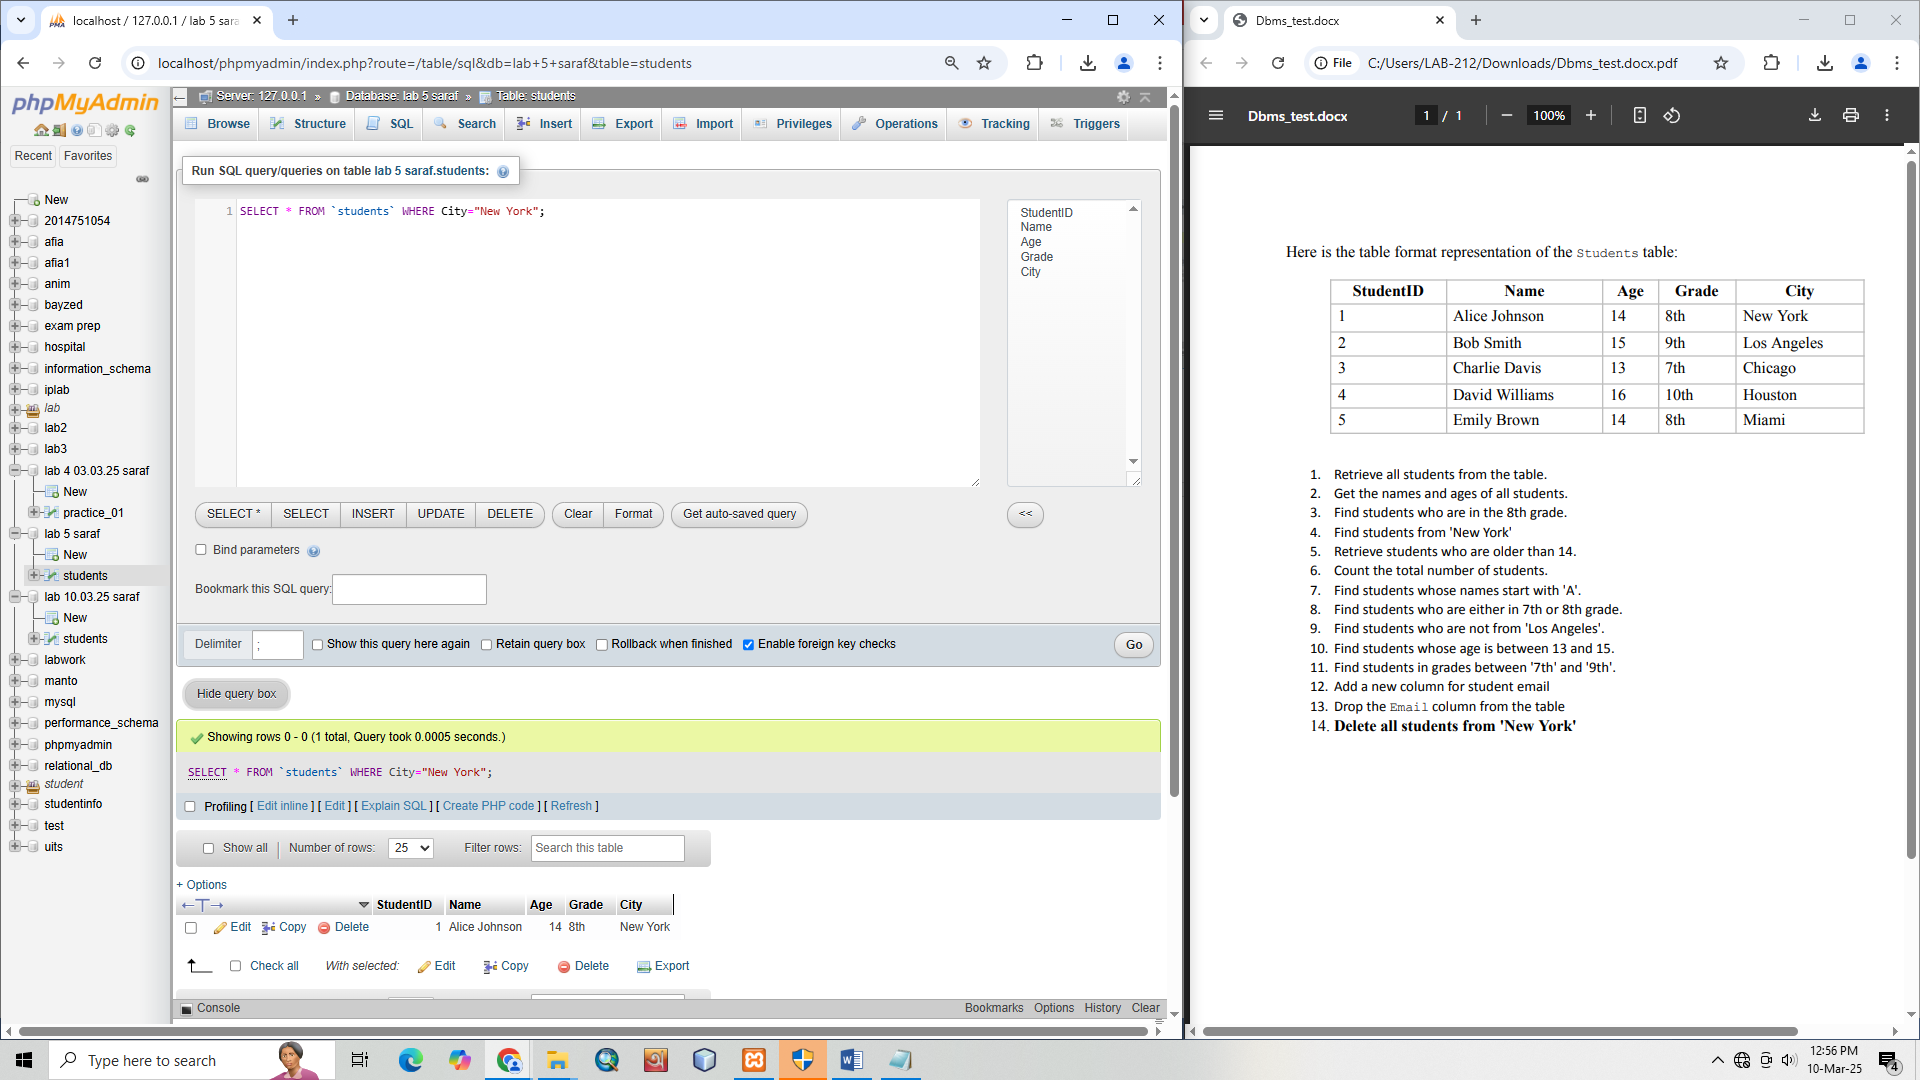 localhost / 127.0.0.1 / lab 5 sara
localhost/phpmyadmin/index.php?route=/table/sql&db=lab+5+saraf&table=students
phpMyAdmin
Recent
Favorites
New
2014751054
afia
afia1
anim
bayzed
exam prep
hospital
information_schema
iplab
lab
lab2
lab3
lab 4 03.03.25 saraf
New
practice_01
lab 5 saraf
New
students
lab 10.03.25 saraf
New
students
labwork
manto
mysql
performance_schema
phpmyadmin
relational_db
student
studentinfo
test
uits
Server: 127.0.0.1 » Database: lab 5 saraf » Table: students
Browse Structure SQL Search Insert Export Import Privileges Operations Tracking Triggers
Run SQL query/queries on table lab 5 saraf.students:
1 SELECT * FROM `students` WHERE City="New York";
StudentID
Name
Age
Grade
City
SELECT * SELECT INSERT UPDATE DELETE Clear Format Get auto-saved query <<
Bind parameters
Bookmark this SQL query:
Delimiter ; Show this query here again Retain query box Rollback when finished Enable foreign key checks Go
Hide query box
Showing rows 0 - 0 (1 total, Query took 0.0005 seconds.)
SELECT * FROM `students` WHERE City="New York";
Profiling [ Edit inline ] [ Edit ] [ Explain SQL ] [ Create PHP code ] [ Refresh ]
Show all Number of rows: 25 Filter rows: Search this table
+ Options
←T→ StudentID Name Age Grade City
Edit Copy Delete 1 Alice Johnson 14 8th New York
Check all With selected: Edit Copy Delete Export
Console Bookmarks Options History Clear
Dbms_test.docx
File C:/Users/LAB-212/Downloads/Dbms_test.docx.pdf
Dbms_test.docx 1 / 1 100%
Here is the table format representation of the Students table:
StudentID Name Age Grade City
1 Alice Johnson 14 8th New York
2 Bob Smith 15 9th Los Angeles
3 Charlie Davis 13 7th Chicago
4 David Williams 16 10th Houston
5 Emily Brown 14 8th Miami
1. Retrieve all students from the table.
2. Get the names and ages of all students.
3. Find students who are in the 8th grade.
4. Find students from 'New York'
5. Retrieve students who are older than 14.
6. Count the total number of students.
7. Find students whose names start with 'A'.
8. Find students who are either in 7th or 8th grade.
9. Find students who are not from 'Los Angeles'.
10. Find students whose age is between 13 and 15.
11. Find students in grades between '7th' and '9th'.
12. Add a new column for student email
13. Drop the Email column from the table
14. Delete all students from 'New York'
Type here to search
12:56 PM
10-Mar-25
4